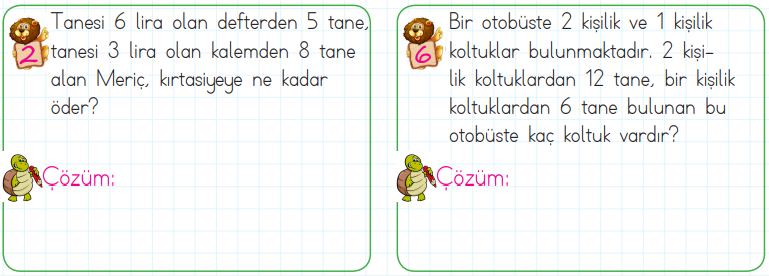 Tanesi 6 lira olan defterden 5 tane,
2
tanesi 3 lira olan kalemden 8 tane
alan Meriç, kırtasiyeye ne kadar
öder?
Çözüm:
Bir otobüste 2 kişilik ve 1 kişilik
6
koltuklar bulunmaktadır. 2 kişi-
lik koltuklardan 12 tane, bir kişilik
koltuklardan 6 tane bulunan bu
otobüste kaç koltuk vardır?
Çözüm: